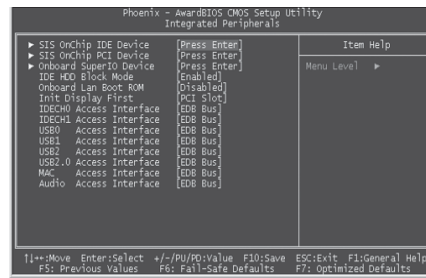 Phoenix - AwardBIOS CMOS Setup Utility
Integrated Peripherals
► SIS OnChip IDE Device [Press Enter]
► SIS OnChip PCI Device [Press Enter]
► Onboard SuperIO Device [Press Enter]
IDE HDD Block Mode [Enabled]
Onboard Lan Boot ROM [Disabled]
Init Display First [PCI Slot]
IDECH0 Access Interface [EDB Bus]
IDECH1 Access Interface [EDB Bus]
USB0 Access Interface [EDB Bus]
USB1 Access Interface [EDB Bus]
USB2 Access Interface [EDB Bus]
USB2.0 Access Interface [EDB Bus]
MAC Access Interface [EDB Bus]
Audio Access Interface [EDB Bus]
Item Help
Menu Level ►
↑↓→←:Move Enter:Select +/-/PU/PD:Value F10:Save ESC:Exit F1:General Help
F5: Previous Values F6: Fail-Safe Defaults F7: Optimized Defaults